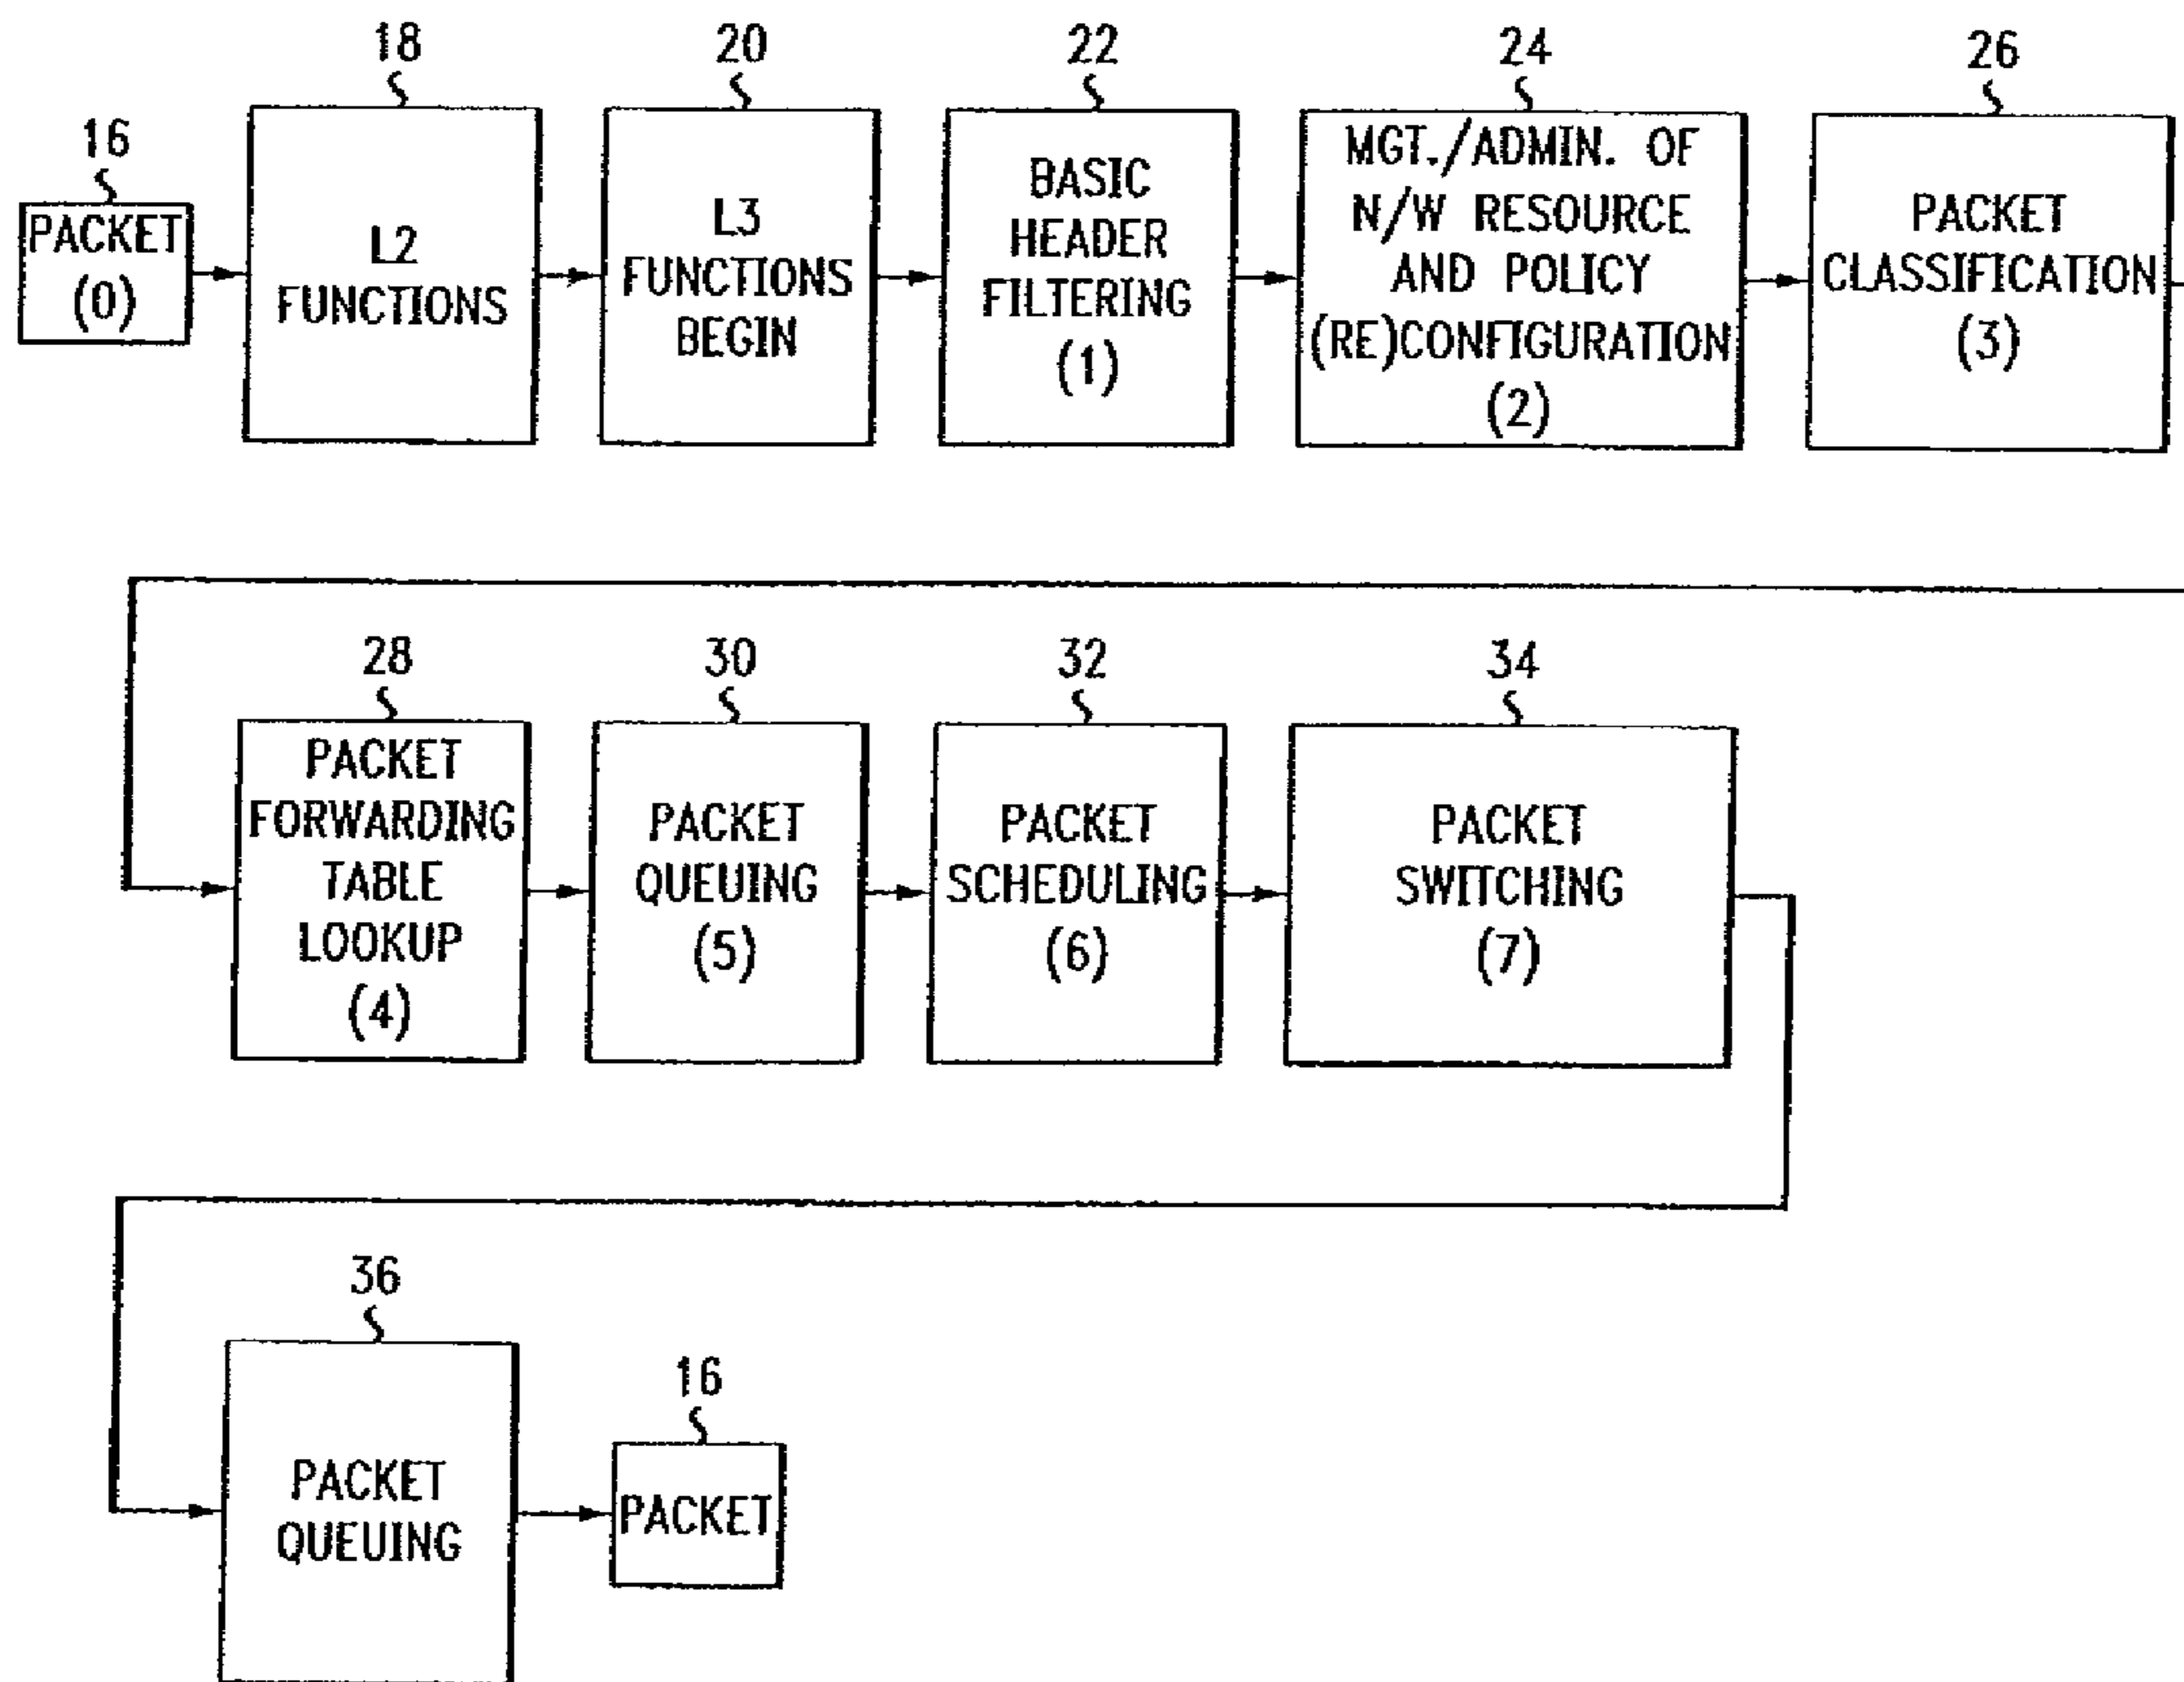 16
PACKET
(0)
18
L2
FUNCTIONS
20
L3
FUNCTIONS
BEGIN
22
BASIC
HEADER
FILTERING
(1)
24
MGT./ADMIN. OF
N/W RESOURCE
AND POLICY
(RE)CONFIGURATION
(2)
26
PACKET
CLASSIFICATION
(3)
28
PACKET
FORWARDING
TABLE
LOOKUP
(4)
30
PACKET
QUEUING
(5)
32
PACKET
SCHEDULING
(6)
34
PACKET
SWITCHING
(7)
36
PACKET
QUEUING
16
PACKET